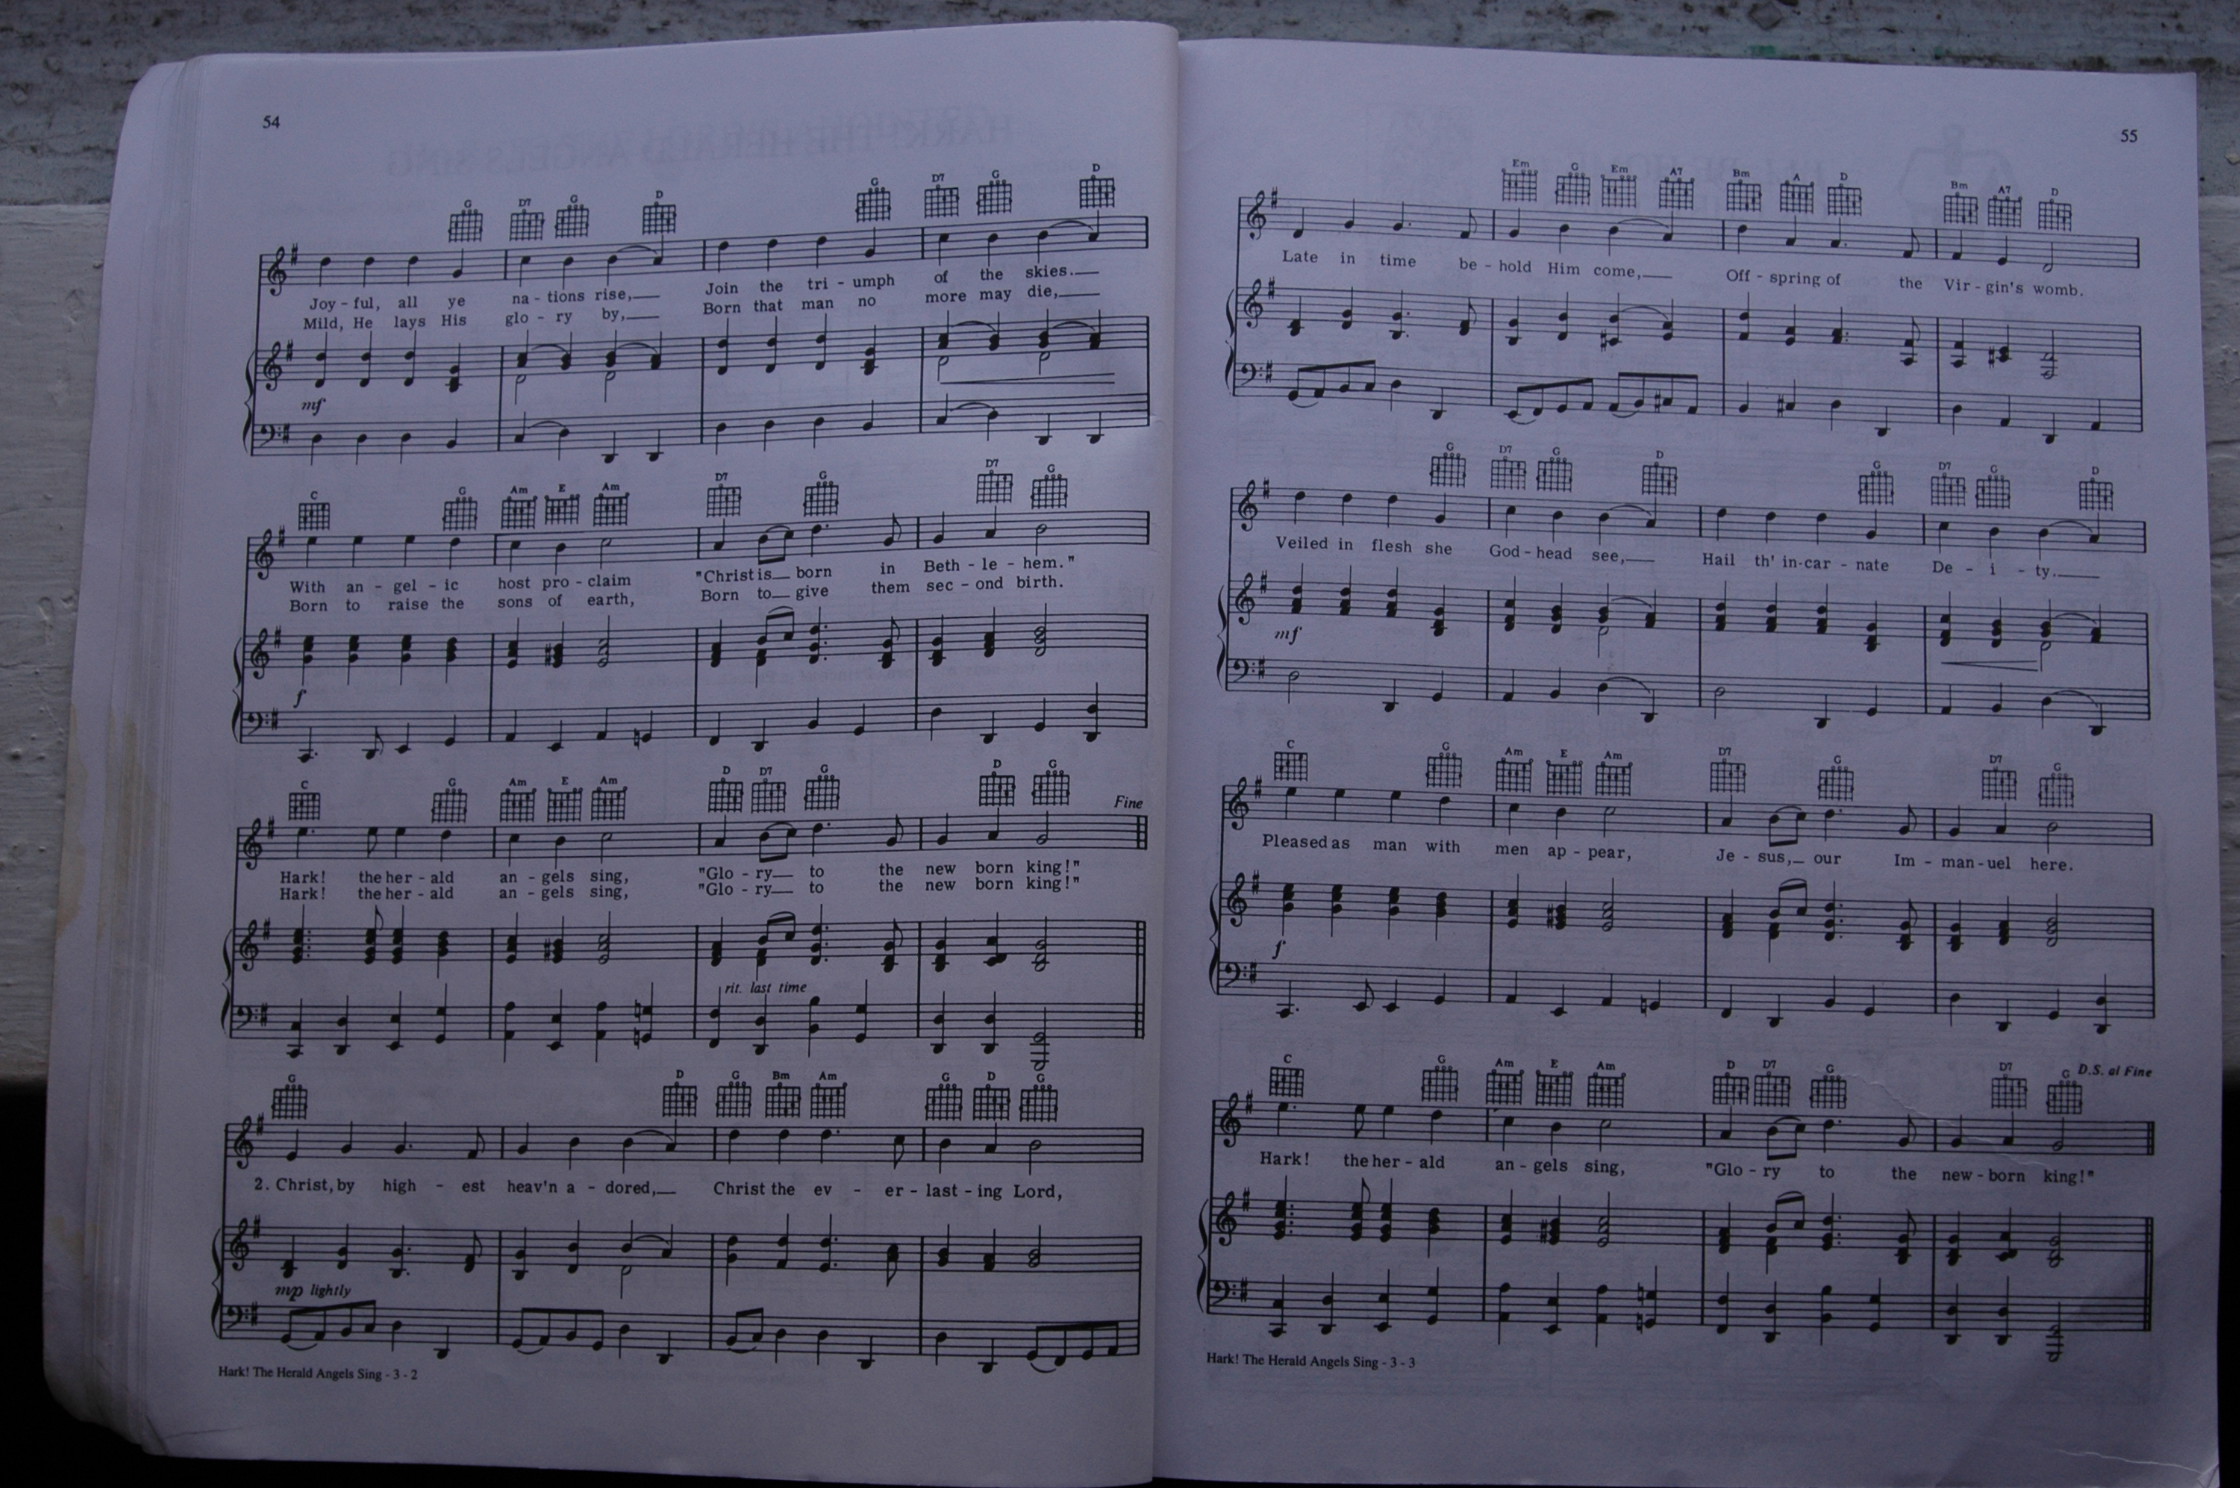 54
D7 G D
G D7 G D G
Joy - ful, all ye na - tions rise,— Join the tri - umph of the skies.—
Mild, He lays His glo - ry by,— Born that man no more may die,—
mf
C G Am E Am D7 G D7 G
With an - gel - ic host pro - claim "Christ is— born in Beth - le - hem."
Born to raise the sons of earth, Born to— give them sec - ond birth.
f
Fine
C G Am E Am D D7 G D G
Hark! the her - ald an - gels sing, "Glo - ry— to the new born king!"
Hark! the her - ald an - gels sing, "Glo - ry— to the new born king!"
rit. last time
G D G Bm Am G D G
2. Christ, by high - est heav'n a - dored,— Christ the ev - er - last - ing Lord,
mp lightly
Hark! The Herald Angels Sing - 3 - 2
55
Em G Em A7 Bm A D Bm A7 D
Late in time be - hold Him come,— Off - spring of the Vir - gin's womb.
G D7 G D G D7 G D
Veiled in flesh she God - head see,— Hail th' in - car - nate De - i - ty.—
mf
C G Am E Am D7 G D7 G
Pleased as man with men ap - pear, Je - sus,— our Im - man - uel here.
f
D.S. al Fine
C G Am E Am D D7 G D7 G
Hark! the her - ald an - gels sing, "Glo - ry to the new - born king!"
Hark! The Herald Angels Sing - 3 - 3